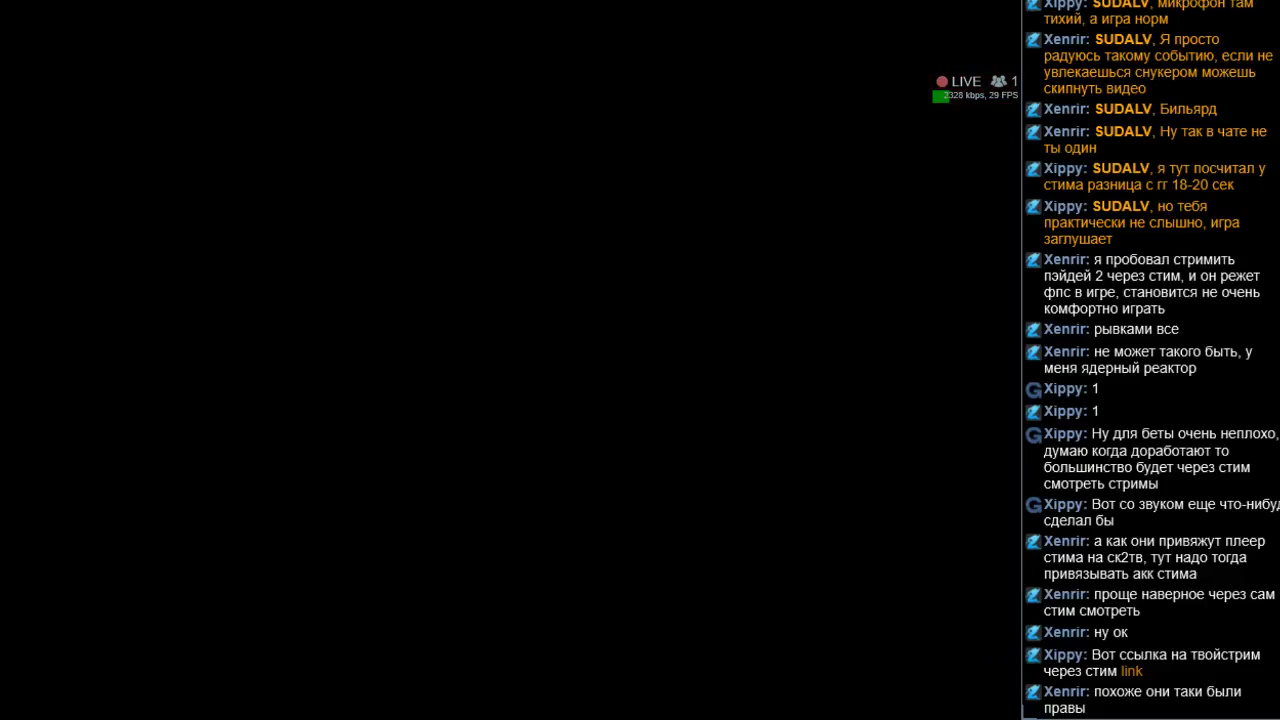 Xippy: SUDALV, микрофон там
тихий, а игра норм
Xenrir: SUDALV, Я просто
радуюсь такому событию, если не
увлекаешься снукером можешь
скипнуть видео
LIVE 1
2328 kbps, 29 FPS
Xenrir: SUDALV, Бильярд
Xenrir: SUDALV, Ну так в чате не
ты один
Xippy: SUDALV, я тут посчитал у
стима разница с гг 18-20 сек
Xippy: SUDALV, но тебя
практически не слышно, игра
заглушает
Xenrir: я пробовал стримить
пэйдей 2 через стим, и он режет
фпс в игре, становится не очень
комфортно играть
Xenrir: рывками все
Xenrir: не может такого быть, у
меня ядерный реактор
Xippy: 1
Xippy: 1
Xippy: Ну для беты очень неплохо,
думаю когда доработают то
большинство будет через стим
смотреть стримы
Xippy: Вот со звуком еще что-нибуд
сделал бы
Xenrir: а как они привяжут плеер
стима на ск2тв, тут надо тогда
привязывать акк стима
Xenrir: проще наверное через сам
стим смотреть
Xenrir: ну ок
Xippy: Вот ссылка на твойстрим
через стим link
Xenrir: похоже они таки были
правы